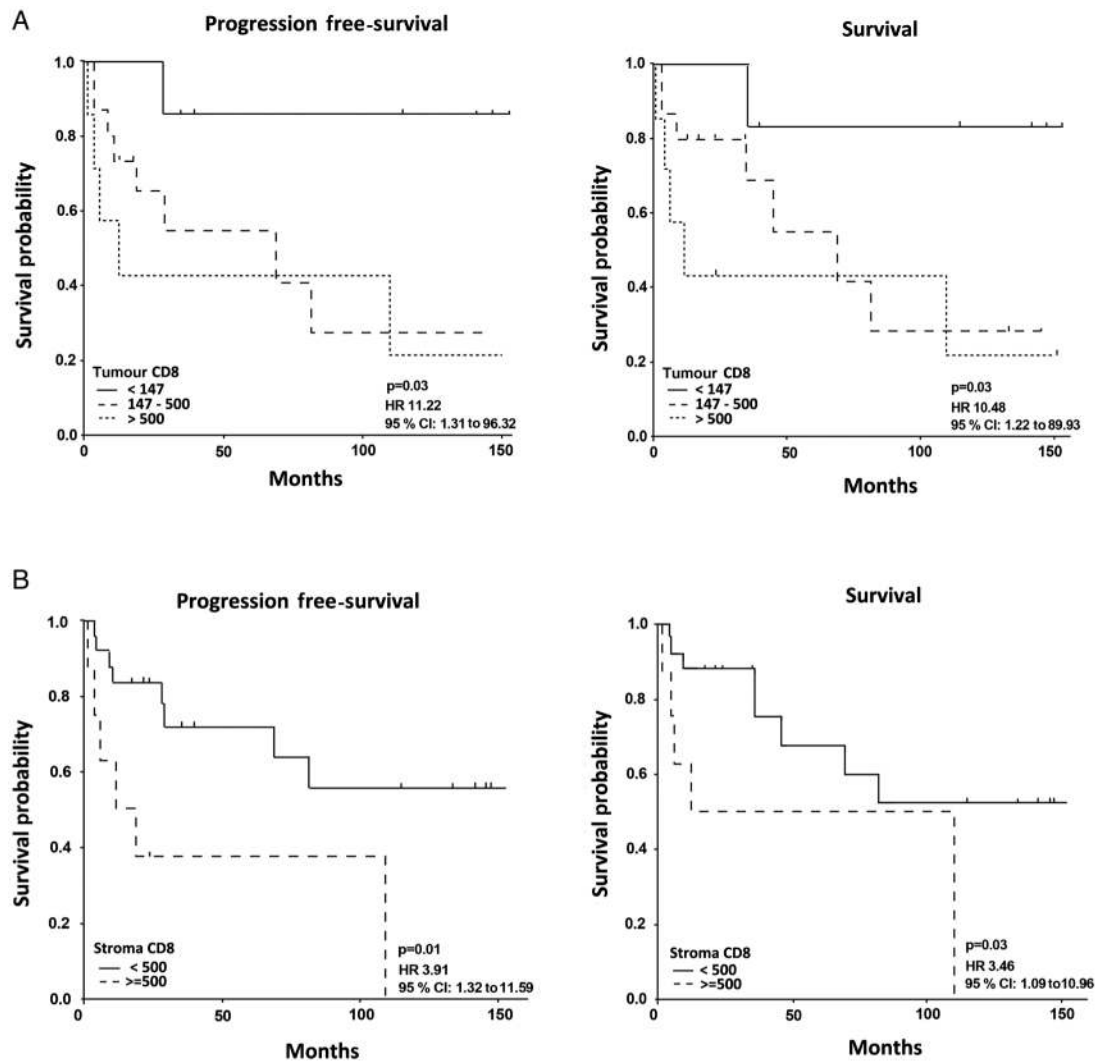 A
Progression free-survival
Survival probability
1.0
0.8
0.6
0.4
0.2
0.0
Tumour CD8
< 147
147 - 500
> 500
p=0.03
HR 11.22
95 % CI: 1.31 to 96.32
0
50
100
150
Months
Survival
Survival probability
1.0
0.8
0.6
0.4
0.2
0.0
Tumour CD8
< 147
147 - 500
> 500
p=0.03
HR 10.48
95 % CI: 1.22 to 89.93
0
50
100
150
Months
B
Progression free-survival
Survival probability
1.0
0.8
0.6
0.4
0.2
0.0
Stroma CD8
< 500
>=500
p=0.01
HR 3.91
95 % CI: 1.32 to 11.59
0
50
100
150
Months
Survival
Survival probability
1.0
0.8
0.6
0.4
0.2
0.0
Stroma CD8
< 500
>=500
p=0.03
HR 3.46
95 % CI: 1.09 to 10.96
0
50
100
150
Months